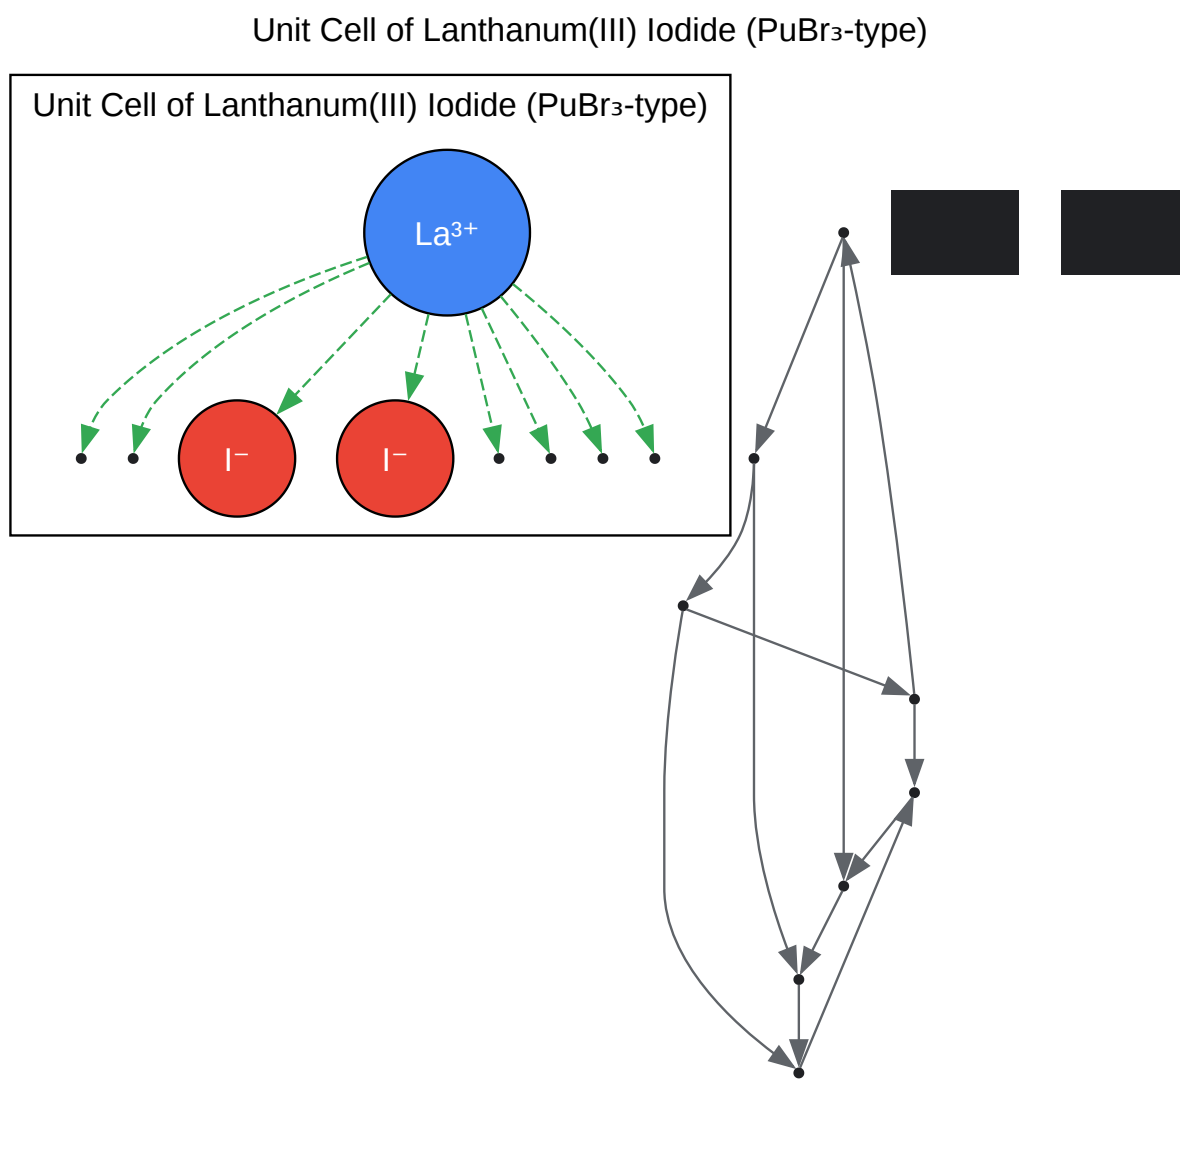 Unit Cell of Lanthanum(III) Iodide (PuBr₃-type)
Unit Cell of Lanthanum(III) Iodide (PuBr₃-type)
La³⁺
I⁻
I⁻